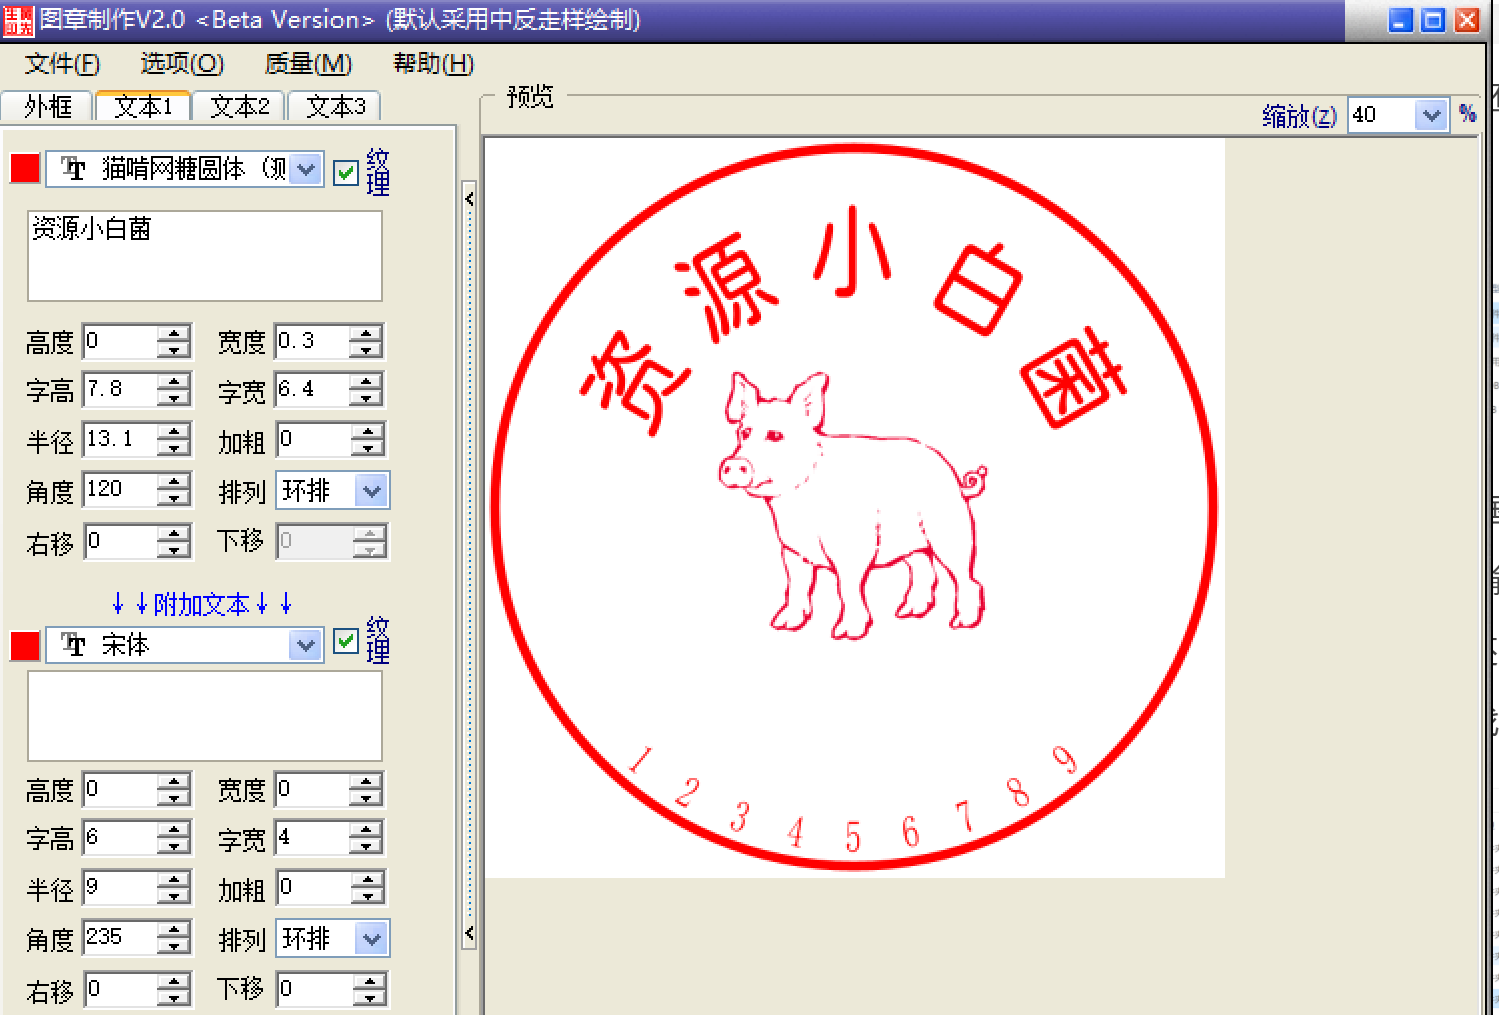 图章制作V2.0 <Beta Version> (默认采用中反走样绘制)
文件(F) 选项(O) 质量(M) 帮助(H)
外框 文本1 文本2 文本3
预览
缩放(Z) 40 %
猫啃网糖圆体 纹理
资源小白菌
高度 0 宽度 0.3
字高 7.8 字宽 6.4
半径 13.1 加粗 0
角度 120 排列 环排
右移 0 下移 0
↓↓附加文本↓↓
宋体 纹理
高度 0 宽度 0
字高 6 字宽 4
半径 9 加粗 0
角度 235 排列 环排
右移 0 下移 0
资源小白菌
1 2 3 4 5 6 7 8 9